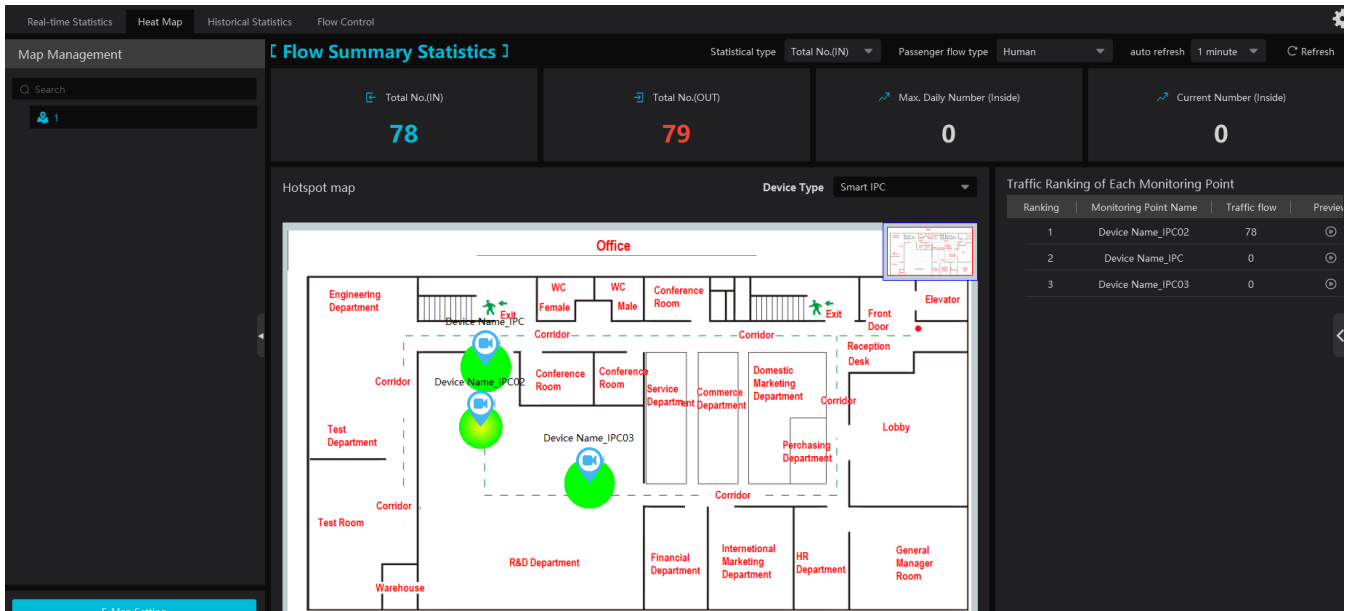 Real-time Statistics Heat Map Historical Statistics Flow Control
Map Management
Search
1
[ Flow Summary Statistics ]
Statistical type Total No.(IN) Passenger flow type Human auto refresh 1 minute Refresh
Total No.(IN)
78
Total No.(OUT)
79
Max. Daily Number (Inside)
0
Current Number (Inside)
0
Hotspot map
Device Type Smart IPC
Office
Engineering
Department
Exit
WC
Female
WC
Male
Conference
Room
Exit
Front
Door
Elevator
Device Name_IPC
Corridor
Corridor
Reception
Desk
Corridor
Device Name_IPC02
Conference
Room
Conference
Room
Service
Department
Commerce
Department
Domestic
Marketing
Department
Corridor
Test
Department
Device Name_IPC03
Perchasing
Department
Lobby
Corridor
Corridor
Test Room
R&D Department
Warehouse
Financial
Department
Internetional
Marketing
Department
HR
Department
General
Manager
Room
Traffic Ranking of Each Monitoring Point
Ranking Monitoring Point Name Traffic flow Preview
1 Device Name_IPC02 78
2 Device Name_IPC 0
3 Device Name_IPC03 0
E-Map Setting